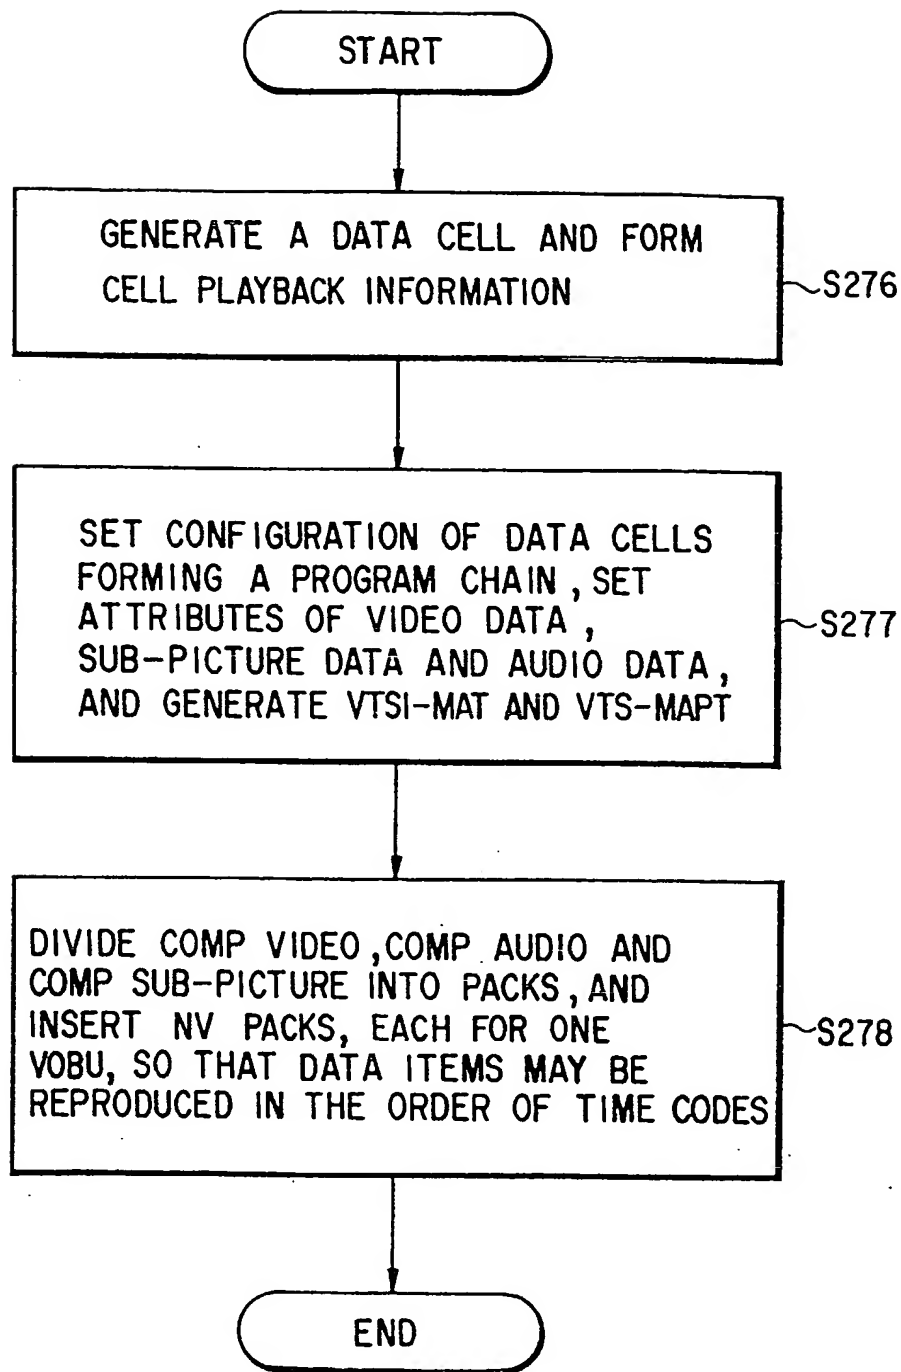 START
GENERATE A DATA CELL AND FORM
CELL PLAYBACK INFORMATION
S276
SET CONFIGURATION OF DATA CELLS
FORMING A PROGRAM CHAIN, SET
ATTRIBUTES OF VIDEO DATA,
SUB-PICTURE DATA AND AUDIO DATA,
AND GENERATE VTSI-MAT AND VTS-MAPT
S277
DIVIDE COMP VIDEO, COMP AUDIO AND
COMP SUB-PICTURE INTO PACKS, AND
INSERT NV PACKS, EACH FOR ONE
VOBU, SO THAT DATA ITEMS MAY BE
REPRODUCED IN THE ORDER OF TIME CODES
S278
END